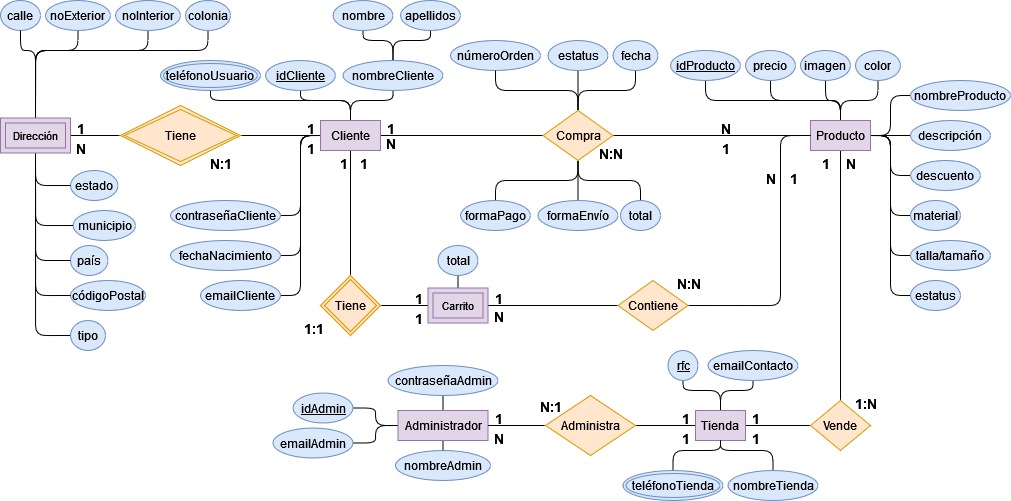 calle
noExterior
noInterior
colonia
nombre
apellidos
númeroOrden
estatus
fecha
teléfonoUsuario
idCliente
nombreCliente
idProducto
precio
imagen
color
nombreProducto
Dirección
1
N
Tiene
N:1
1
1
Cliente
1
N
1
1
Compra
N:N
N
1
Producto
1
N
descripción
descuento
material
talla/tamaño
estatus
estado
municipio
país
códigoPostal
tipo
contraseñaCliente
fechaNacimiento
emailCliente
formaPago
formaEnvío
total
N
1
total
Tiene
1:1
1
1
Carrito
1
N
Contiene
N:N
rfc
emailContacto
contraseñaAdmin
idAdmin
emailAdmin
Administrador
nombreAdmin
1
N
N:1
Administra
1
1
Tienda
1
1
Vende
1:N
teléfonoTienda
nombreTienda